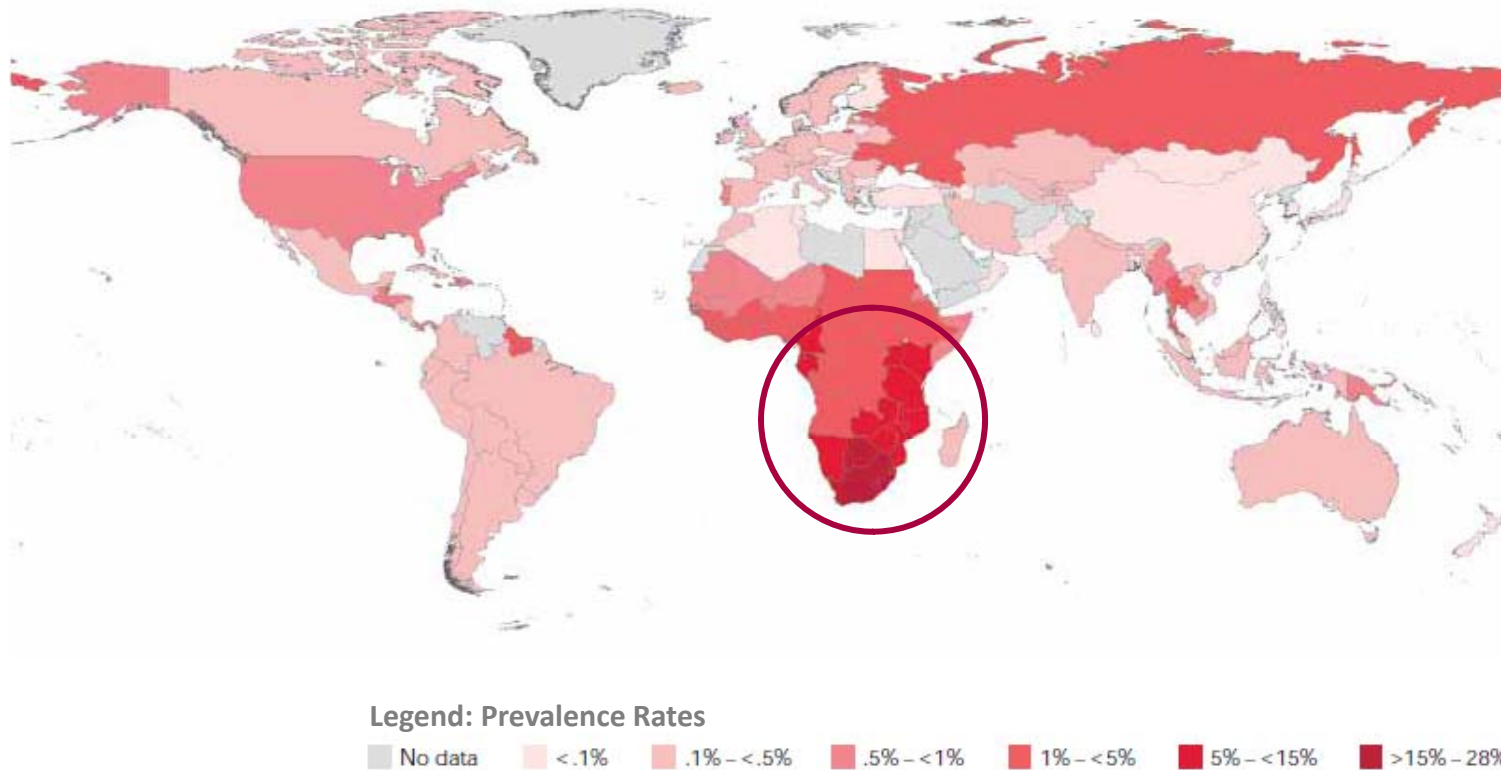 Legend: Prevalence Rates
No data <.1% .1% – <.5% .5% – <1% 1% – <5% 5% – <15% >15% – 28%